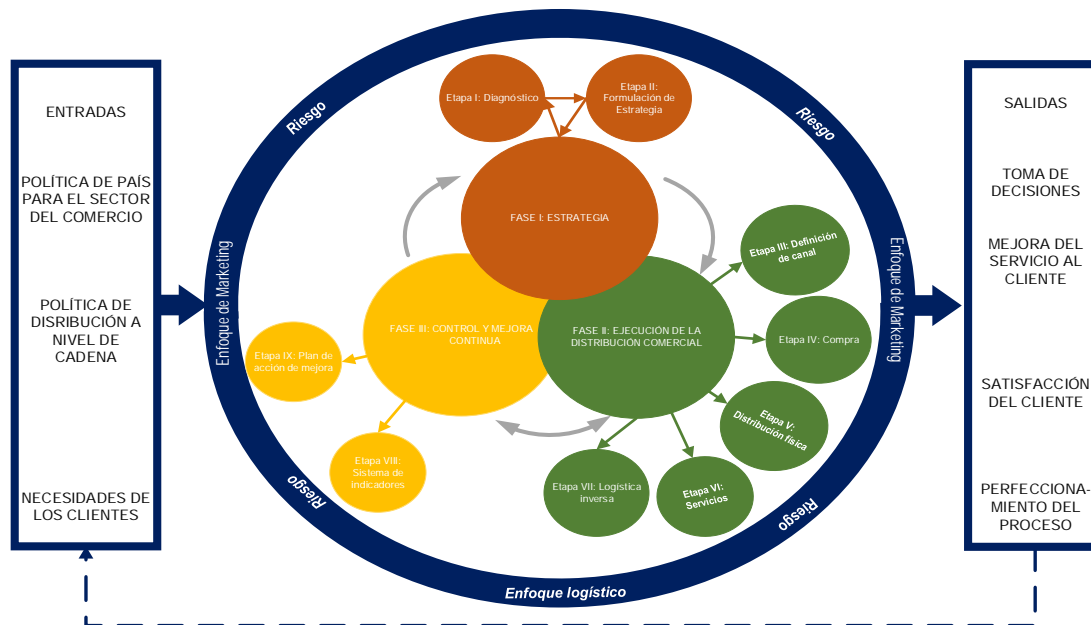 ENTRADAS
POLÍTICA DE PAÍS
PARA EL SECTOR
DEL COMERCIO
POLÍTICA DE
DISRIBUCIÓN A
NIVEL DE
CADENA
NECESIDADES DE
LOS CLIENTES
Riesgo
Riesgo
Enfoque de Marketing
Enfoque de Marketing
Riesgo
Riesgo
Enfoque logístico
Etapa I: Diagnóstico
Etapa II:
Formulación de
Estrategia
FASE I: ESTRATEGIA
FASE III: CONTROL Y MEJORA
CONTINUA
FASE II: EJECUCIÓN DE LA
DISTRIBUCIÓN COMERCIAL
Etapa III: Definición
de canal
Etapa IV: Compra
Etapa V:
Distribución física
Etapa VI:
Servicios
Etapa VII: Logística
inversa
Etapa VIII:
Sistema de
indicadores
Etapa IX: Plan de
acción de mejora
SALIDAS
TOMA DE
DECISIONES
MEJORA DEL
SERVICIO AL
CLIENTE
SATISFACCIÓN
DEL CLIENTE
PERFECCIONA-
MIENTO DEL
PROCESO